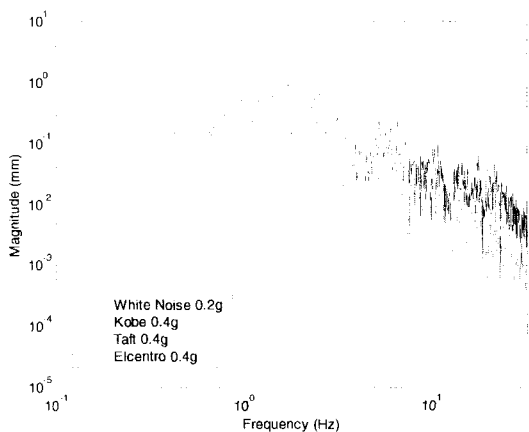 10^1
10^0
10^-1
10^-2
10^-3
10^-4
10^-5
Magnitude (mm)
White Noise 0.2g
Kobe 0.4g
Taft 0.4g
Elcentro 0.4g
10^-1
10^0
10^1
Frequency (Hz)